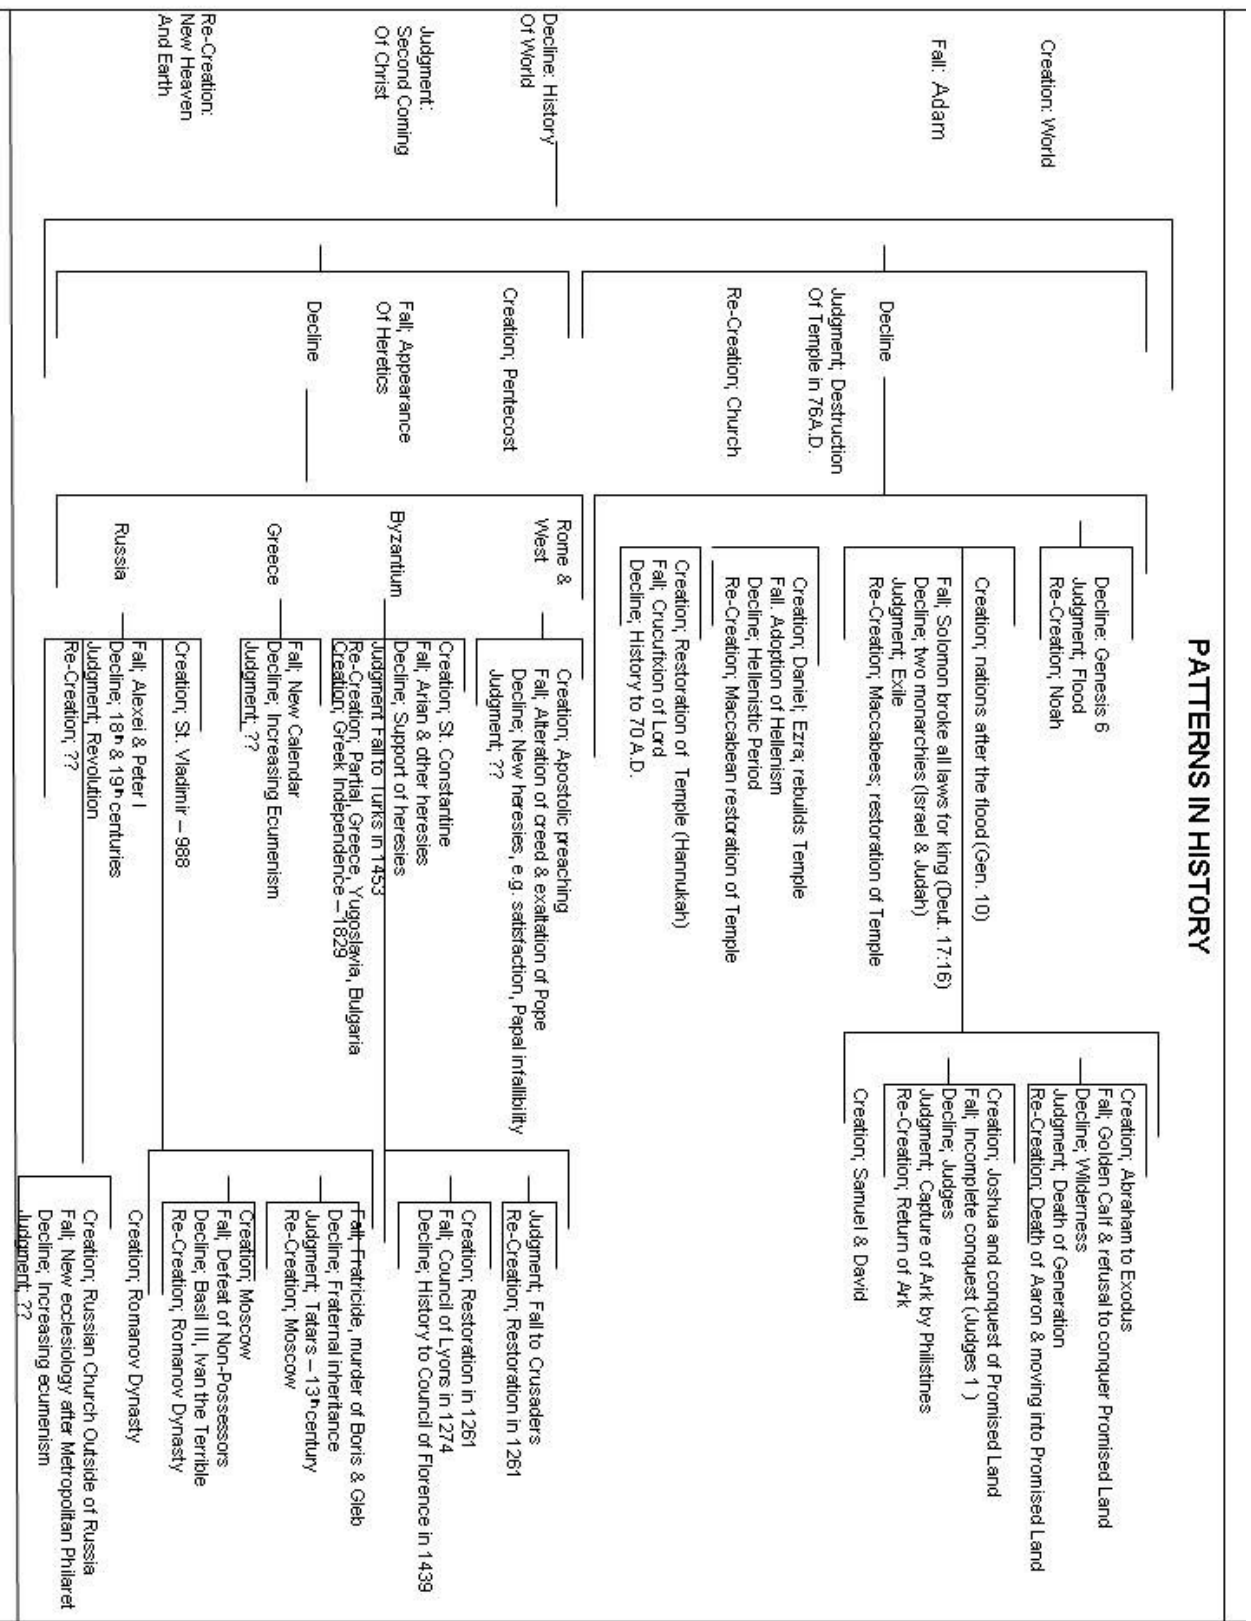 PATTERNS IN HISTORY
Creation: World
Fall: Adam
Decline: History
Of World
Judgment:
Second Coming
Of Christ
Re-Creation:
New Heaven
And Earth
Decline
Judgment; Destruction
Of Temple in 76A.D.
Re-Creation; Church
Creation; Pentecost
Fall; Appearance
Of Heretics
Decline
Decline: Genesis 6
Judgment; Flood
Re-Creation; Noah
Creation; nations after the flood (Gen. 10)
Fall; Solomon broke all laws for king (Deut. 17:16)
Decline; two monarchies (Israel & Judah)
Judgment; Exile
Re-Creation; Maccabees; restoration of Temple
Creation; Daniel; Ezra; rebuilds Temple
Fall. Adoption of Hellenism
Decline; Hellenistic Period
Re-Creation; Maccabean restoration of Temple
Creation; Restoration of Temple (Hannukah)
Fall; Crucufixion of Lord
Decline; History to 70 A.D.
Rome &
West
Creation; Apostolic preaching
Fall; Alteration of creed & exaltation of Pope
Decline; New heresies, e.g. satisfaction, Papal infallibility
Judgment; ??
Byzantium
Creation; St. Constantine
Fall; Arian & other heresies
Decline; Support of heresies
Judgment Fall to Turks in 1453
Re-Creation; Partial, Greece, Yugoslavia, Bulgaria
Creation; Greek Independence – 1829
Greece
Fall; New Calendar
Decline; Increasing Ecumenism
Judgment; ??
Russia
Creation; St. Vladimir – 988
Fall; Alexei & Peter I
Decline; 18th & 19th centuries
Judgment; Revolution
Re-Creation; ??
Creation; Abraham to Exodus
Fall; Golden Calf & refusal to conquer Promised Land
Decline; Wilderness
Judgment; Death of Generation
Re-Creation; Death of Aaron & moving into Promised Land
Creation; Joshua and conquest of Promised Land
Fall; Incomplete conquest (Judges 1 )
Decline; Judges
Judgment; Capture of Ark by Philistines
Re-Creation; Return of Ark
Creation; Samuel & David
Judgment; Fall to Crusaders
Re-Creation; Restoration in 1261
Creation; Restoration in 1261
Fall; Council of Lyons in 1274
Decline; History to Council of Florence in 1439
Fall; Fratricide, murder of Boris & Gleb
Decline; Fraternal inheritance
Judgment; Tatars – 13th century
Re-Creation; Moscow
Creation; Moscow
Fall; Defeat of Non-Possessors
Decline; Basil III, Ivan the Terrible
Re-Creation; Romanov Dynasty
Creation; Romanov Dynasty
Creation; Russian Church Outside of Russia
Fall; New ecclesiology after Metropolitan Philaret
Decline; Increasing ecumenism
Judgment; ??